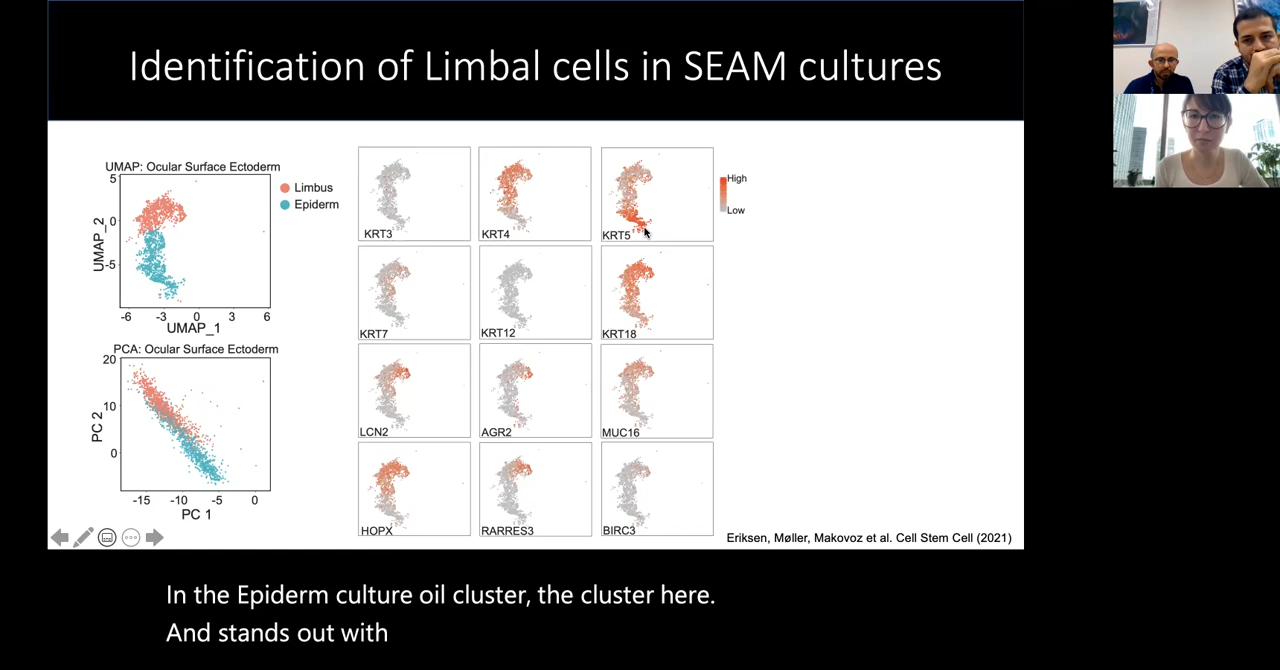 Identification of Limbal cells in SEAM cultures
UMAP: Ocular Surface Ectoderm
5
0
-5
UMAP_2
-6 -3 0 3 6
UMAP_1
Limbus
Epiderm
PCA: Ocular Surface Ectoderm
20
10
0
PC 2
-15 -10 -5 0
PC 1
KRT3
KRT4
KRT5
High
Low
KRT7
KRT12
KRT18
LCN2
AGR2
MUC16
HOPX
RARRES3
BIRC3
Eriksen, Møller, Makovoz et al. Cell Stem Cell (2021)
In the Epiderm culture oil cluster, the cluster here.
And stands out with